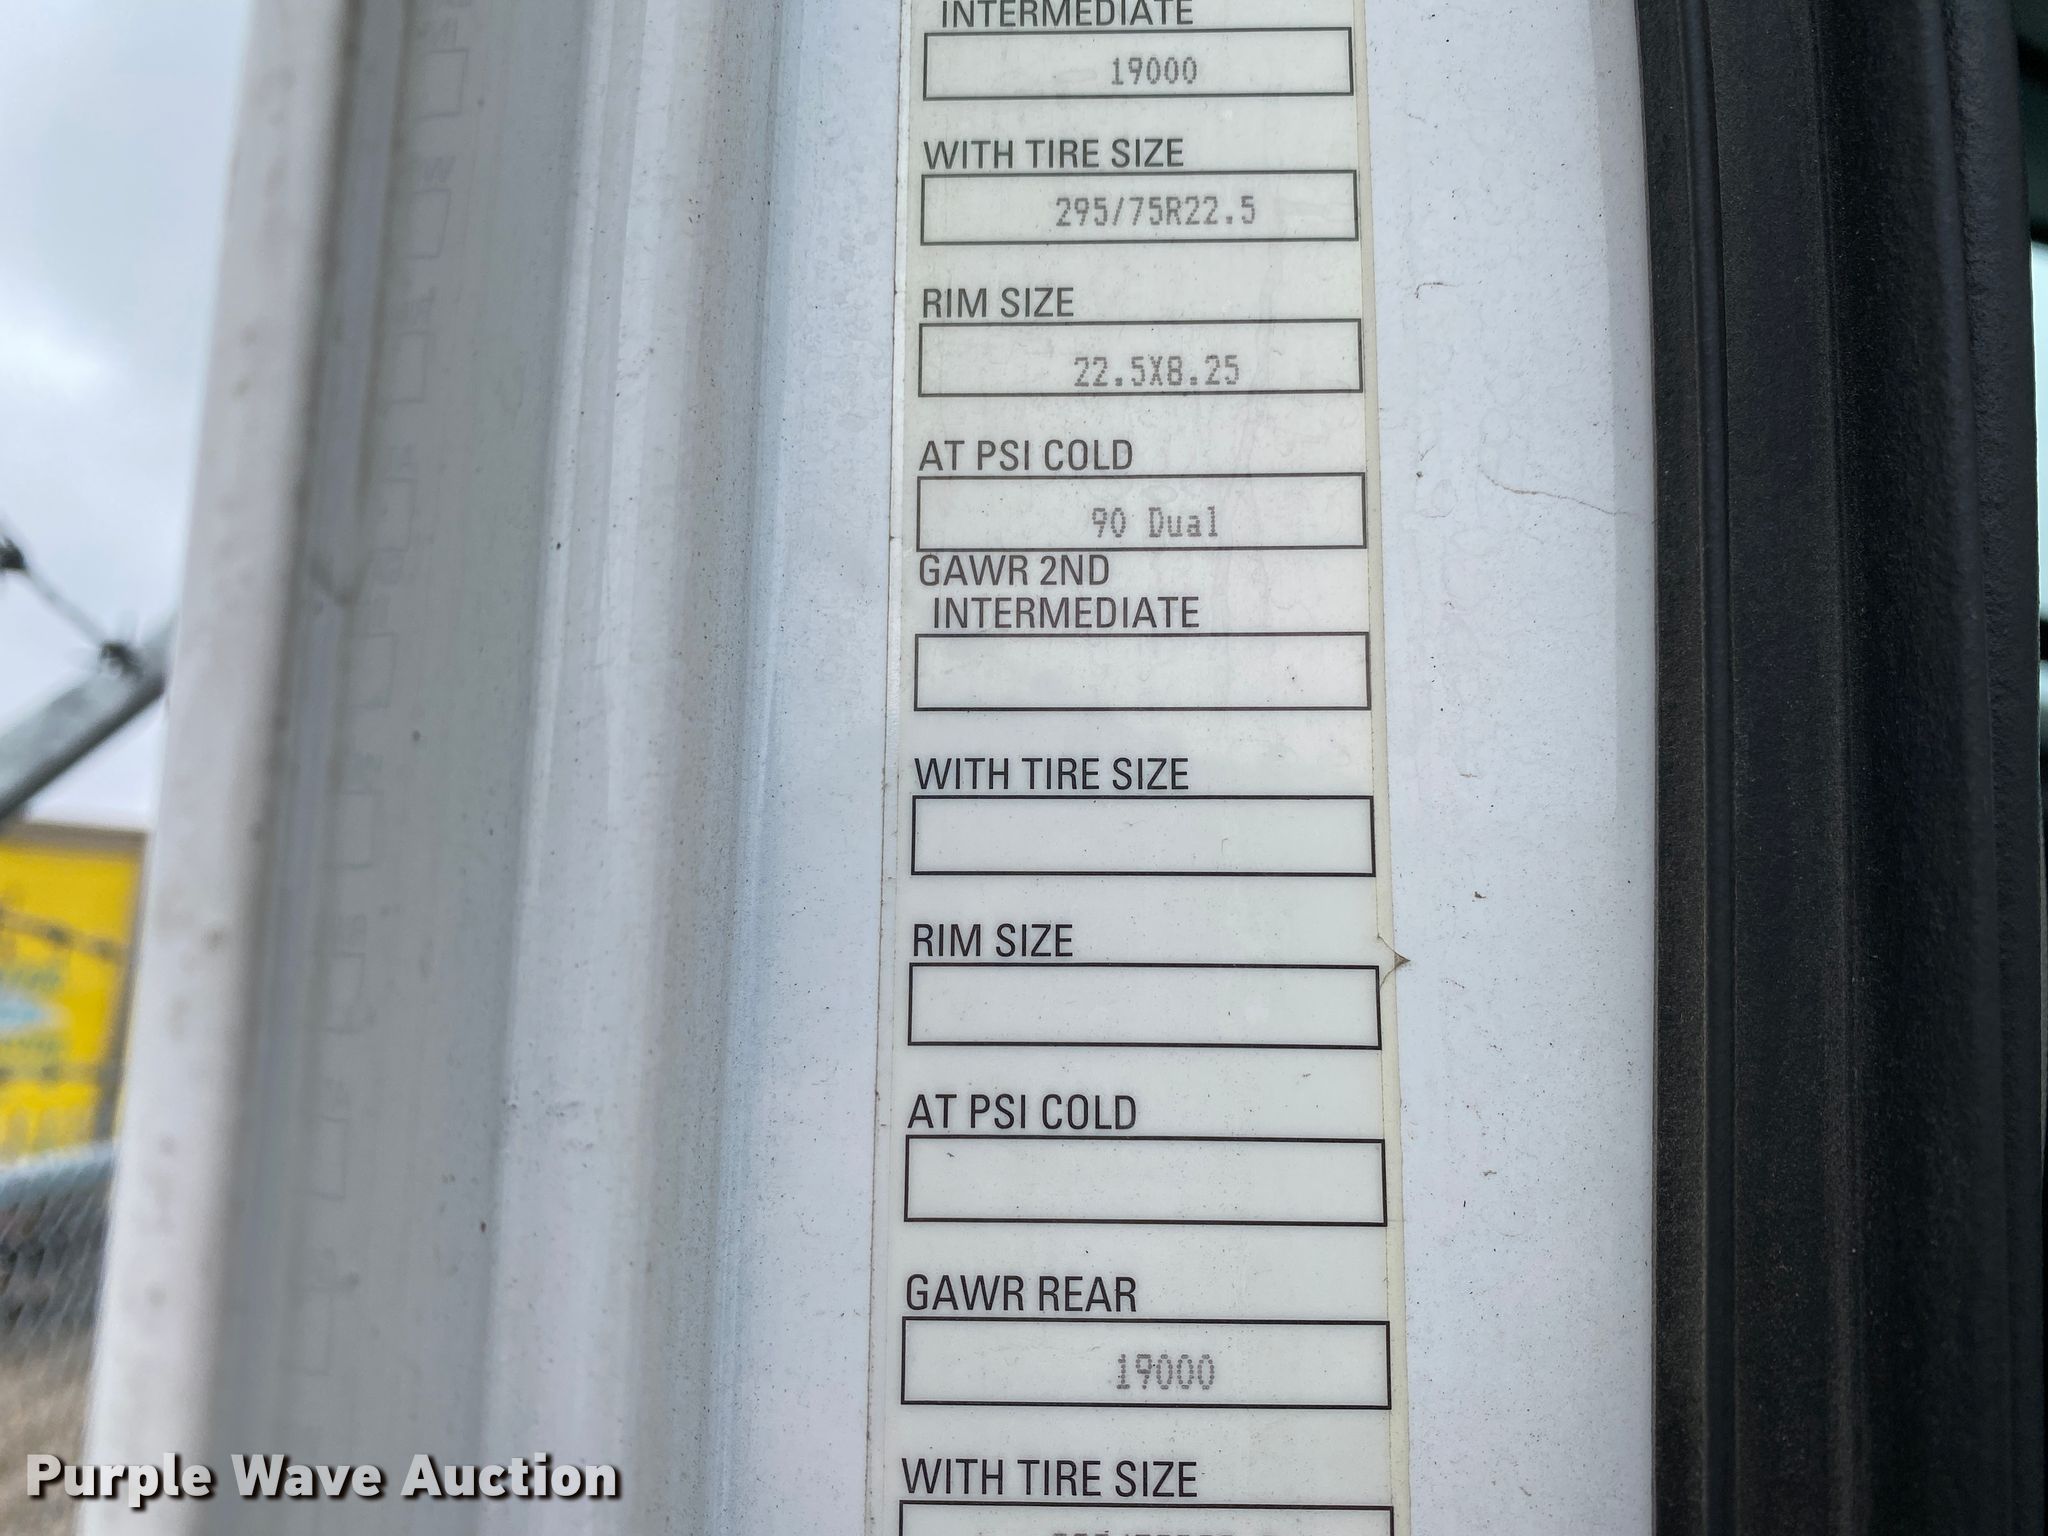 INTERMEDIATE
19000
WITH TIRE SIZE
295/75R22.5
RIM SIZE
22.5X8.25
AT PSI COLD
90 Dual
GAWR 2ND
INTERMEDIATE
WITH TIRE SIZE
RIM SIZE
AT PSI COLD
GAWR REAR
19000
WITH TIRE SIZE
Purple Wave Auction